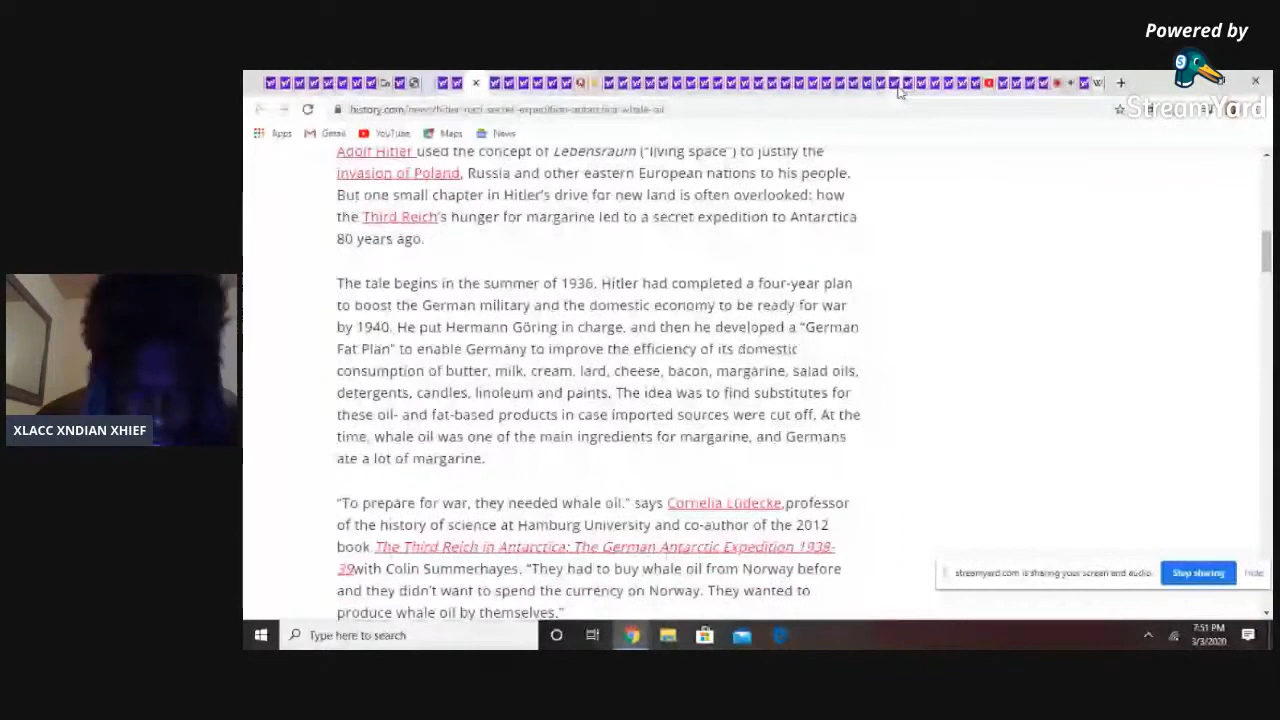 Powered by
StreamYard
history.com/news/hitler-nazi-secret-expedition-antarctica-whale-oil
Apps Gmail YouTube Maps News
Adolf Hitler used the concept of Lebensraum ("living space") to justify the
invasion of Poland, Russia and other eastern European nations to his people.
But one small chapter in Hitler's drive for new land is often overlooked: how
the Third Reich's hunger for margarine led to a secret expedition to Antarctica
80 years ago.
The tale begins in the summer of 1936. Hitler had completed a four-year plan
to boost the German military and the domestic economy to be ready for war
by 1940. He put Hermann Göring in charge, and then he developed a "German
Fat Plan" to enable Germany to improve the efficiency of its domestic
consumption of butter, milk, cream, lard, cheese, bacon, margarine, salad oils,
detergents, candles, linoleum and paints. The idea was to find substitutes for
these oil- and fat-based products in case imported sources were cut off. At the
time, whale oil was one of the main ingredients for margarine, and Germans
ate a lot of margarine.
"To prepare for war, they needed whale oil," says Cornelia Lüdecke,professor
of the history of science at Hamburg University and co-author of the 2012
book The Third Reich in Antarctica: The German Antarctic Expedition 1938-
39with Colin Summerhayes. "They had to buy whale oil from Norway before
and they didn't want to spend the currency on Norway. They wanted to
produce whale oil by themselves."
XLACC XNDIAN XHIEF
streamyard.com is sharing your screen and audio. Stop sharing Hide
Type here to search
7:51 PM
3/3/2020